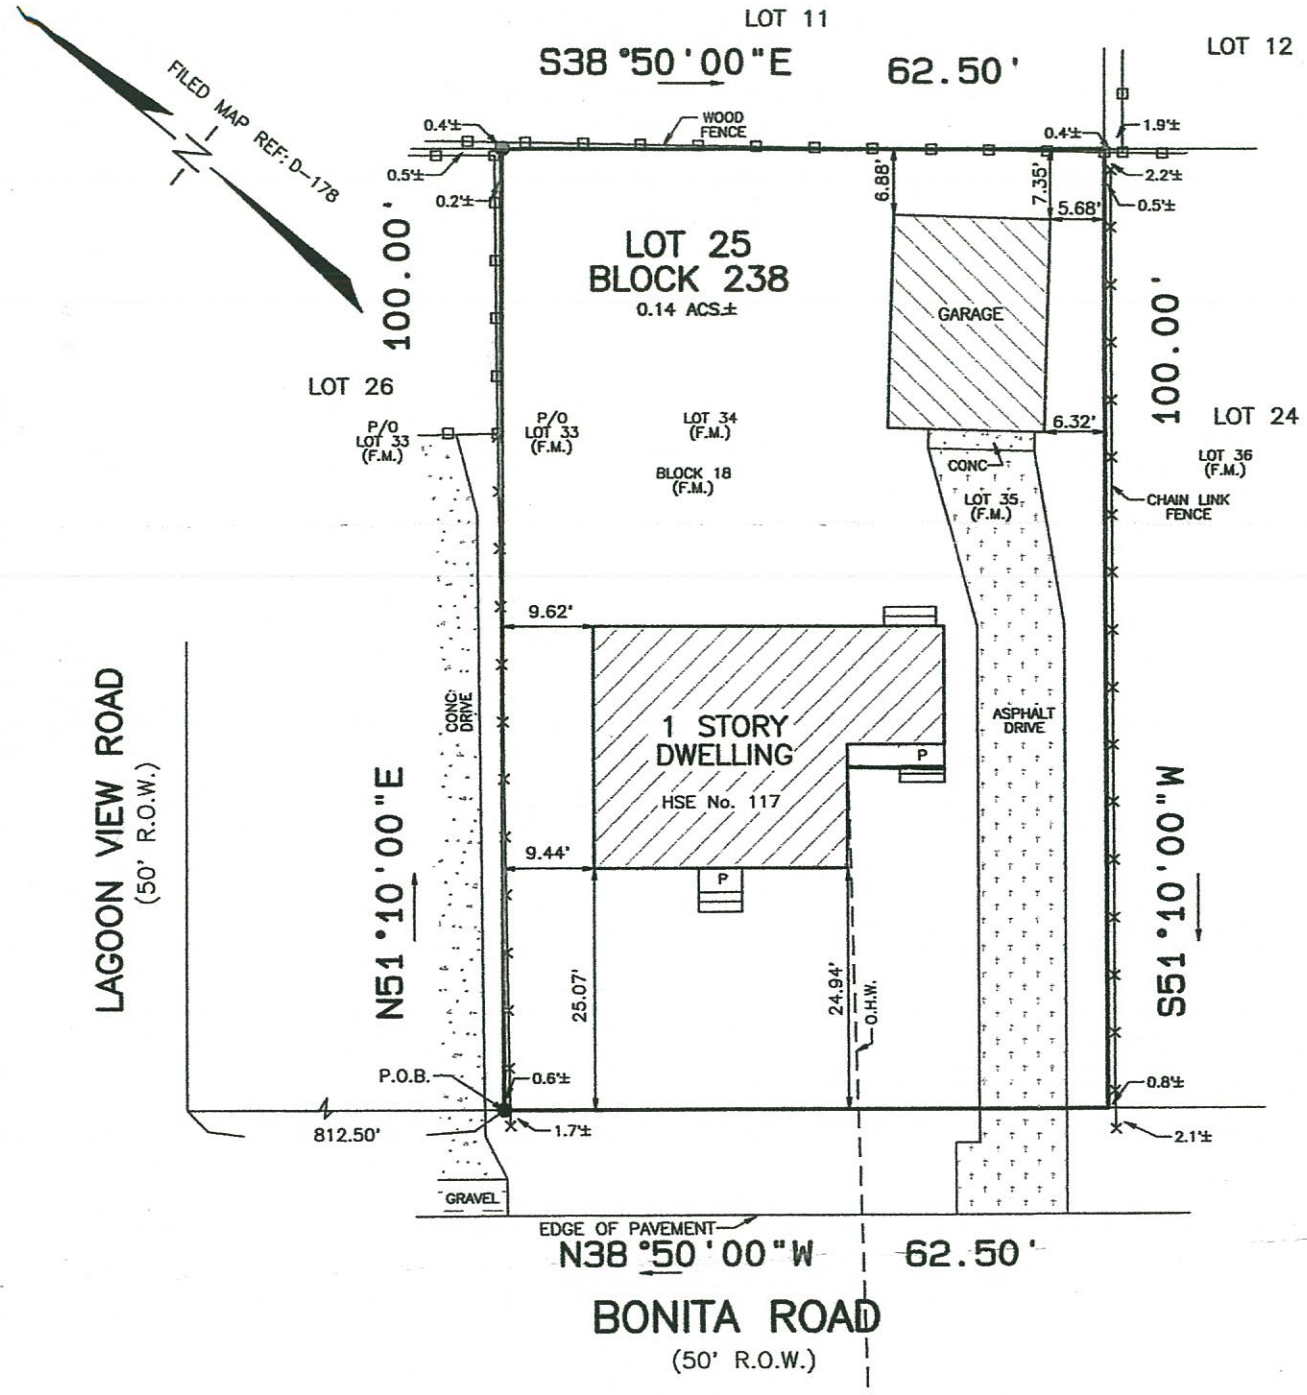 LOT 11
LOT 12
S38°50'00"E 62.50'
FILED MAP REF: D-178
N
WOOD
FENCE
0.4'±
0.4'±
1.9'±
0.5'±
2.2'±
0.2'±
0.5'±
6.88'
7.35'
5.68'
100.00'
LOT 25
BLOCK 238
0.14 ACS.±
GARAGE
100.00'
LOT 26
P/O
LOT 33
(F.M.)
P/O
LOT 33
(F.M.)
LOT 34
(F.M.)
6.32'
LOT 24
BLOCK 18
(F.M.)
CONC
LOT 36
(F.M.)
LOT 35
(F.M.)
CHAIN LINK
FENCE
9.62'
LAGOON VIEW ROAD
(50' R.O.W.)
CONC.
DRIVE
1 STORY
DWELLING
HSE No. 117
P
ASPHALT
DRIVE
N51°10'00"E
S51°10'00"W
9.44'
P
25.07'
24.94'
O.H.W.
P.O.B.
0.6'±
0.8'±
812.50'
1.7'±
2.1'±
GRAVEL
EDGE OF PAVEMENT
N38°50'00"W 62.50'
BONITA ROAD
(50' R.O.W.)